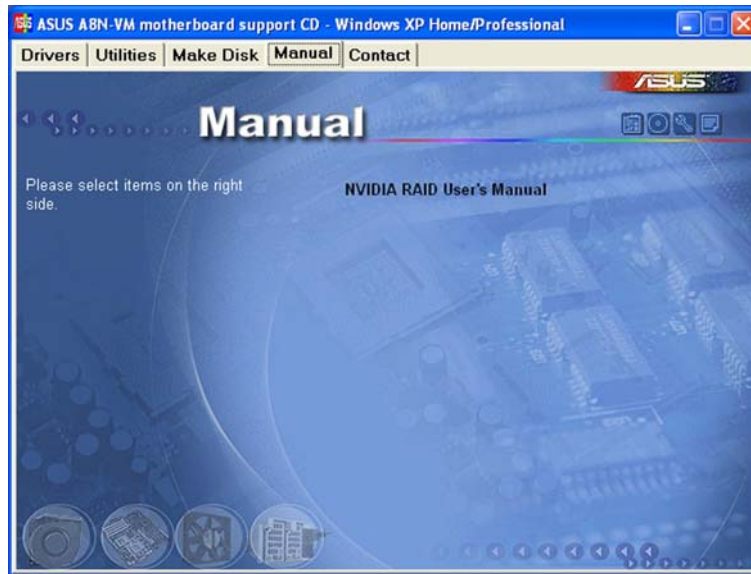 ASUS A8N-VM motherboard support CD - Windows XP Home/Professional
Drivers Utilities Make Disk Manual Contact
ASUS
Manual
Please select items on the right
side.
NVIDIA RAID User's Manual